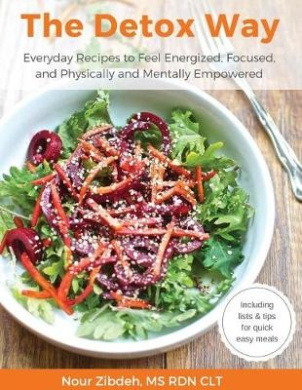 The Detox Way
Everyday Recipes to Feel Energized, Focused,
and Physically and Mentally Empowered
including
lists & tips
for quick
easy meals
Nour Zibdeh, MS RDN CLT